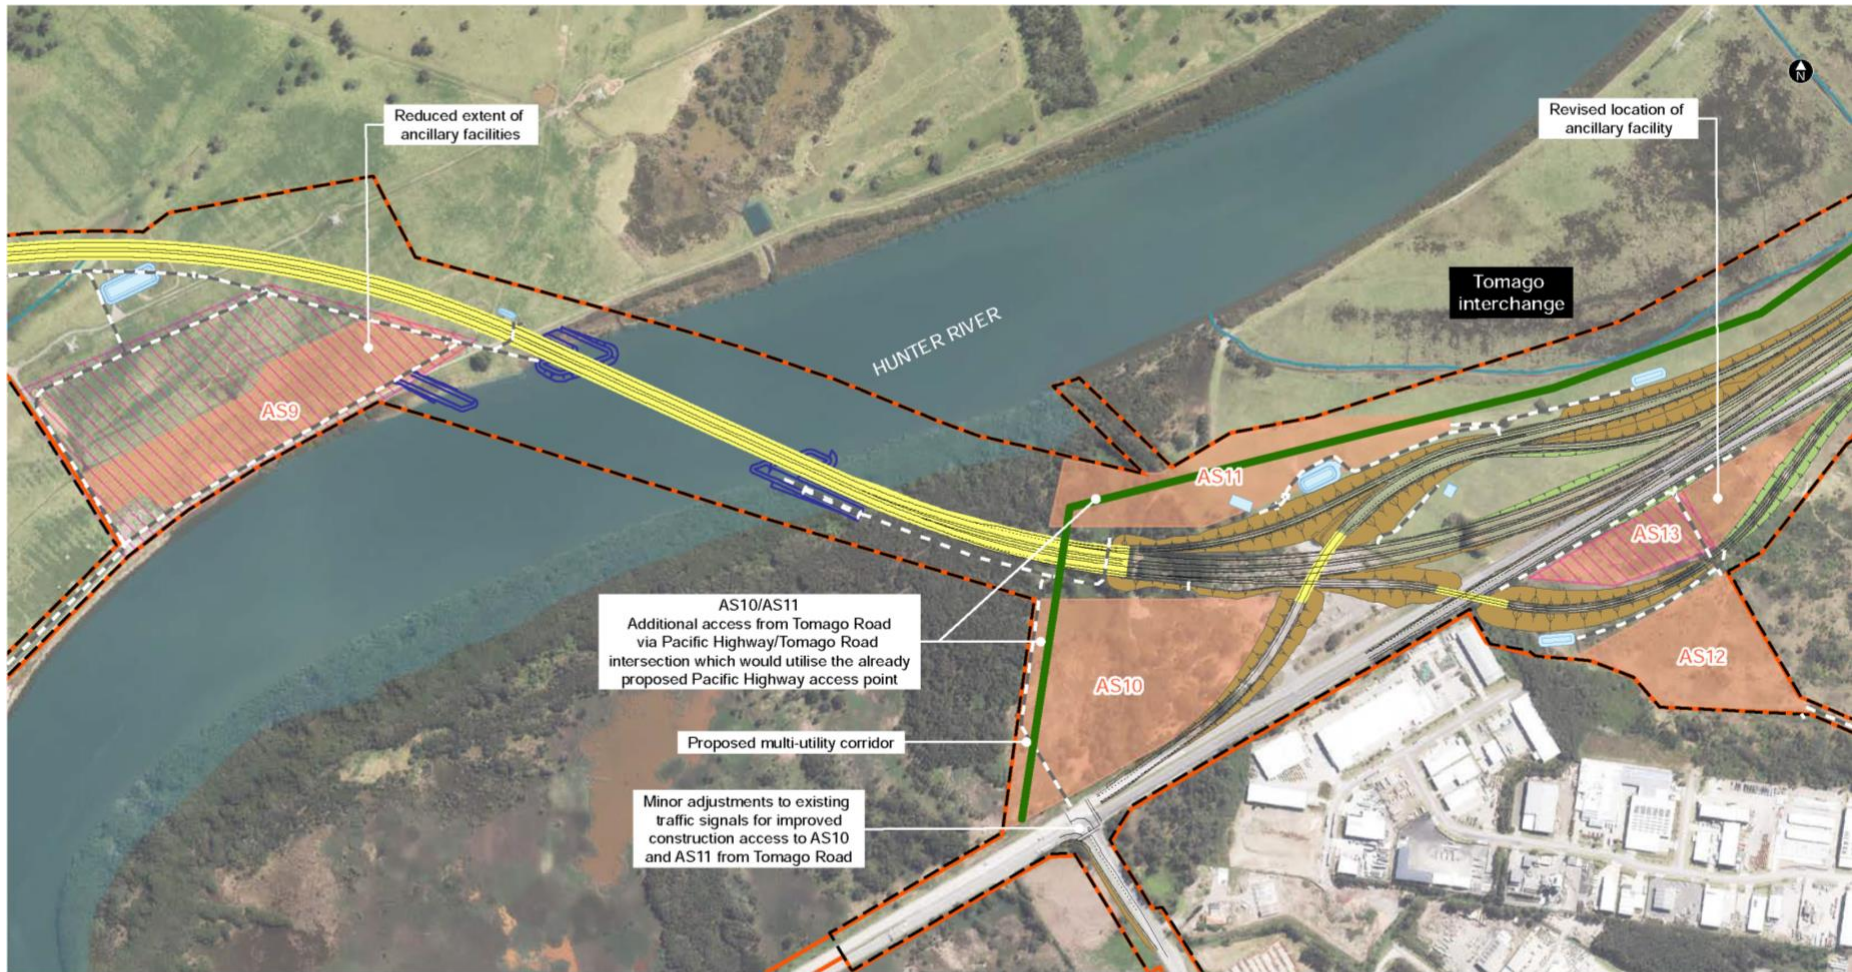 Reduced extent of
ancillary facilities
Revised location of
ancillary facility
N
Tomago
interchange
HUNTER RIVER
AS9
AS11
AS13
AS10/AS11
Additional access from Tomago Road
via Pacific Highway/Tomago Road
intersection which would utilise the already
proposed Pacific Highway access point
AS12
AS10
Proposed multi-utility corridor
Minor adjustments to existing
traffic signals for improved
construction access to AS10
and AS11 from Tomago Road